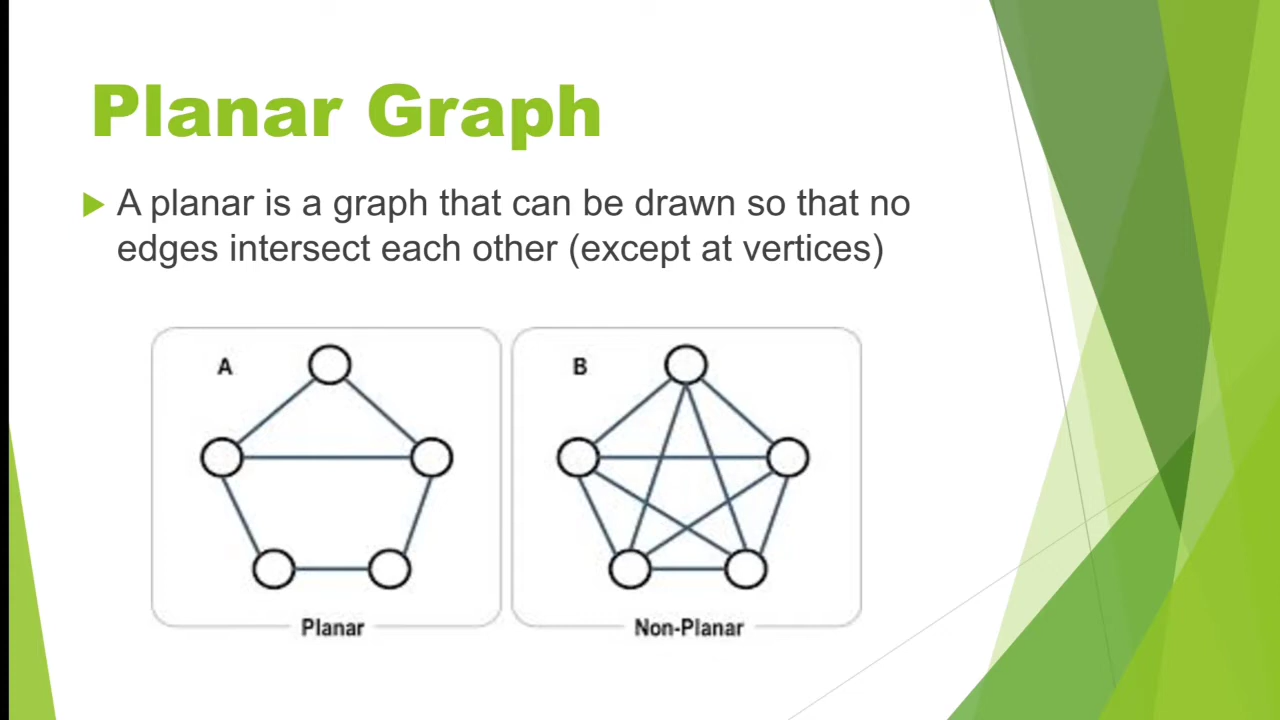 Planar Graph
A planar is a graph that can be drawn so that no
edges intersect each other (except at vertices)
A
B
Planar
Non-Planar